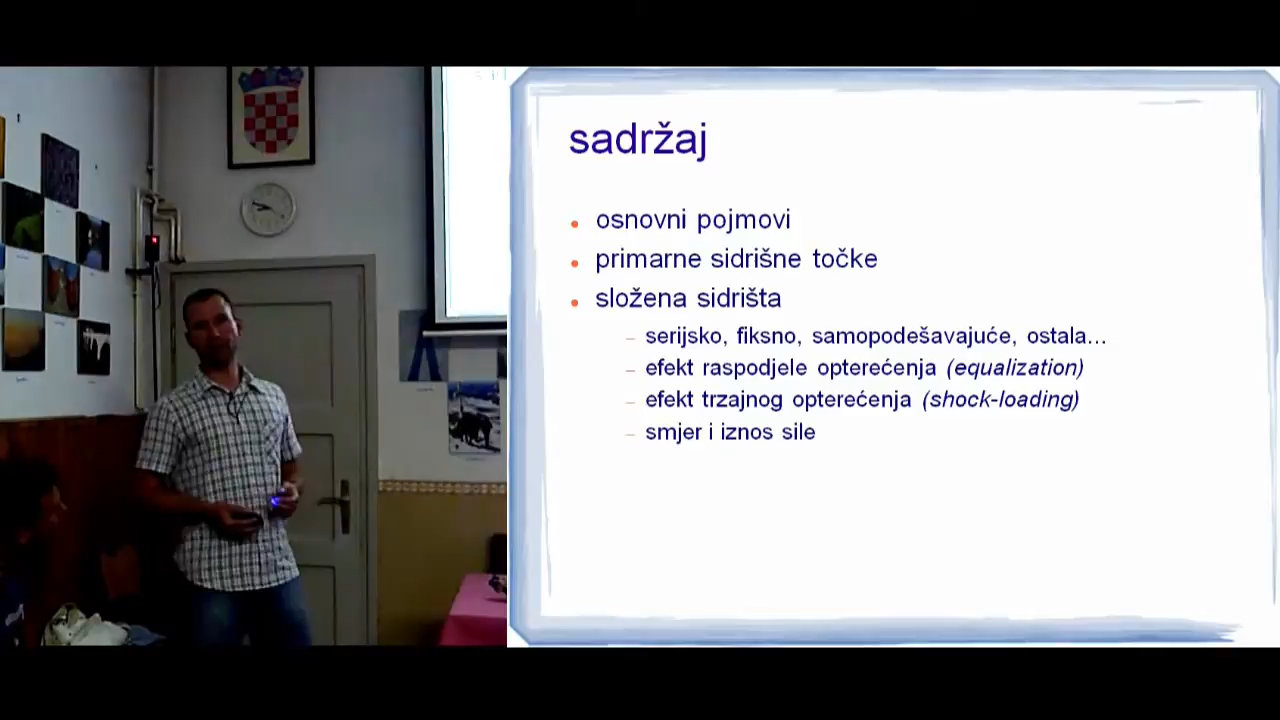 sadržaj
osnovni pojmovi
primarne sidrišne točke
složena sidrišta
serijsko, fiksno, samopodešavajuće, ostala...
efekt raspodjele opterećenja (equalization)
efekt trzajnog opterećenja (shock-loading)
smjer i iznos sile